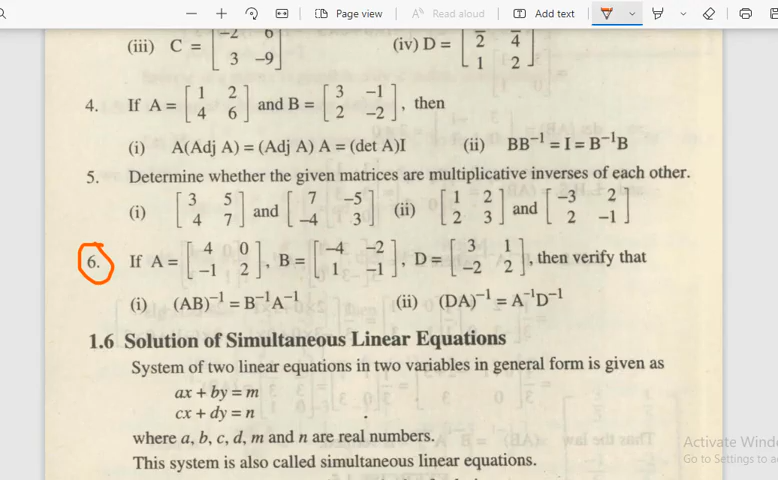 Page view Read aloud Add text
(iii) C = [−2 6 (iv) D = [2 4
3 −9] 1 2]
4. If A = [1 2 and B = [3 −1 , then
4 6] 2 −2]
(i) A(Adj A) = (Adj A) A = (det A)I (ii) BB⁻¹ = I = B⁻¹B
5. Determine whether the given matrices are multiplicative inverses of each other.
(i) [3 5 and [7 −5 (ii) [1 2 and [−3 2
4 7] −4 3] 2 3] 2 −1]
6. If A = [4 0 , B = [−4 −2 , D = [3 1 , then verify that
−1 2] 1 −1] −2 2]
(i) (AB)⁻¹ = B⁻¹A⁻¹ (ii) (DA)⁻¹ = A⁻¹D⁻¹
1.6 Solution of Simultaneous Linear Equations
System of two linear equations in two variables in general form is given as
ax + by = m
cx + dy = n
where a, b, c, d, m and n are real numbers.
This system is also called simultaneous linear equations.
Activate Wind
Go to Settings to a